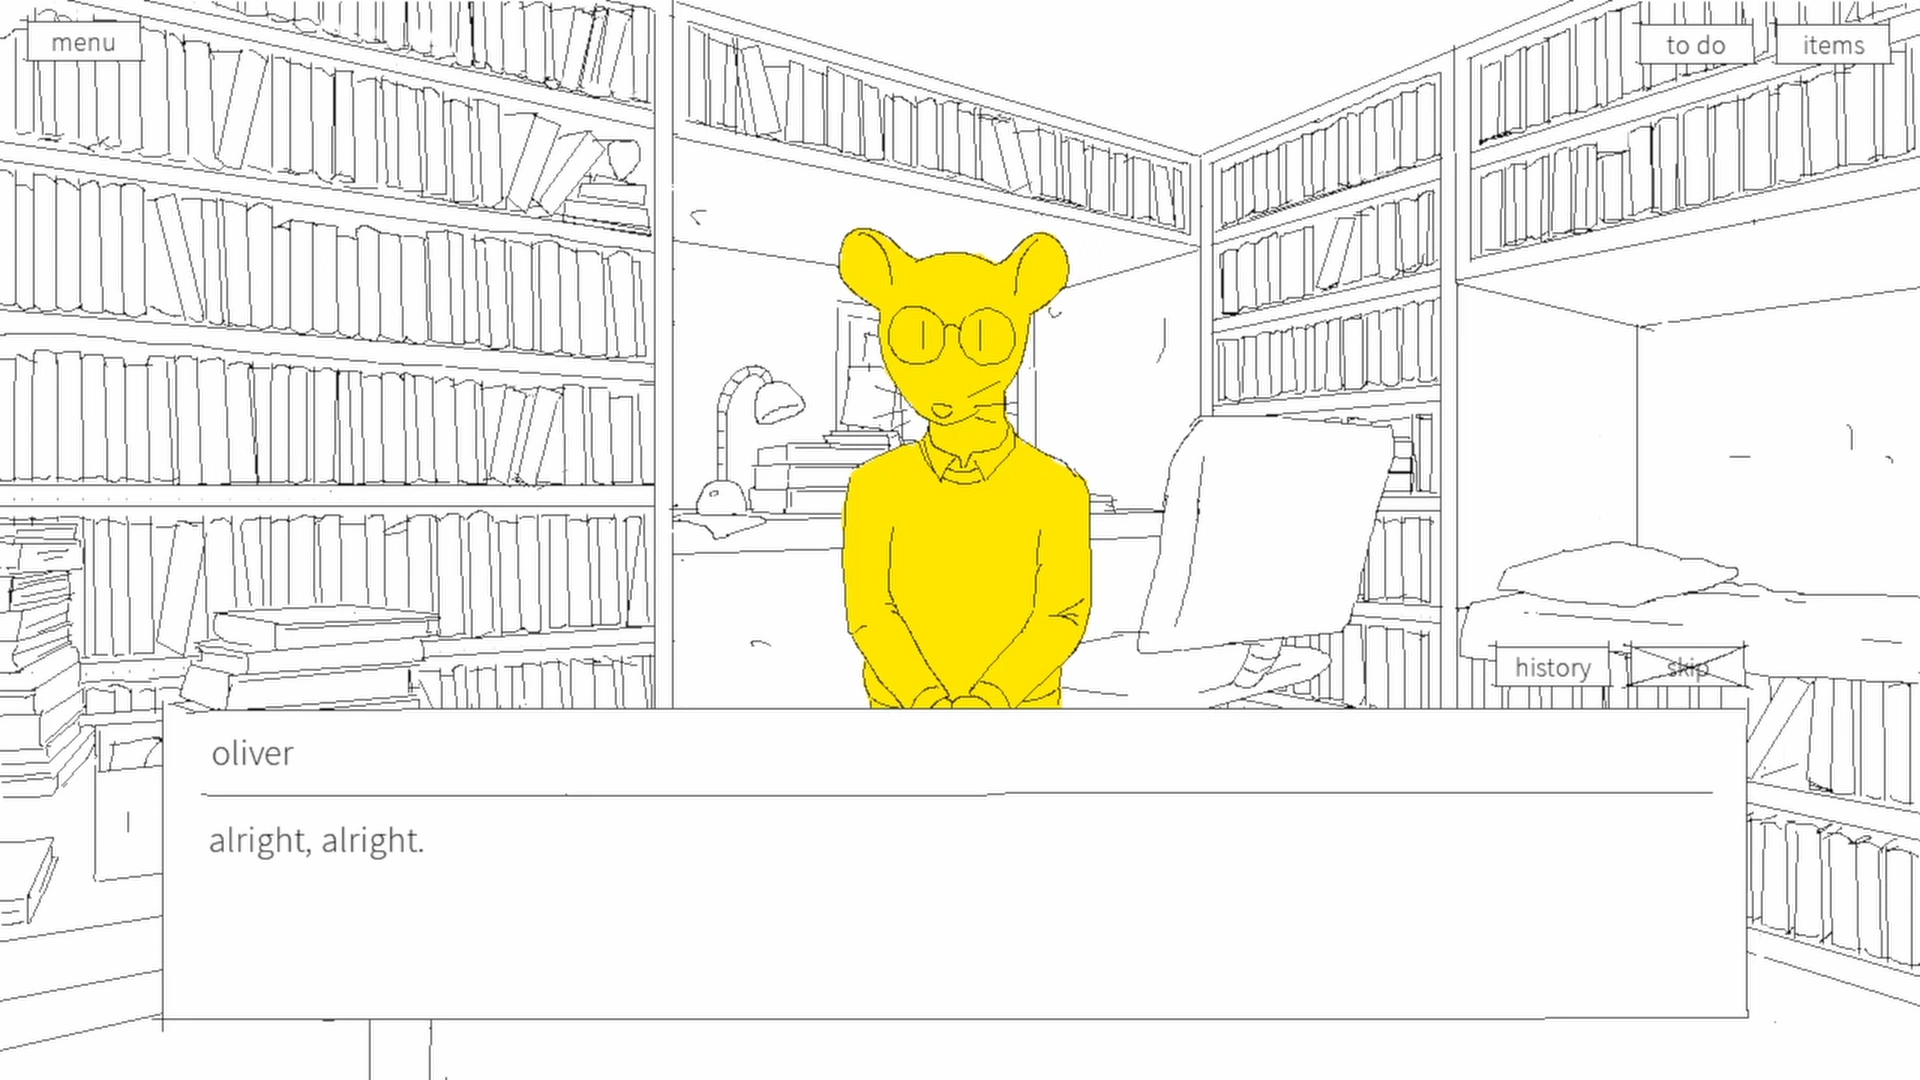 menu
to do
items
history
skip
oliver
alright, alright.